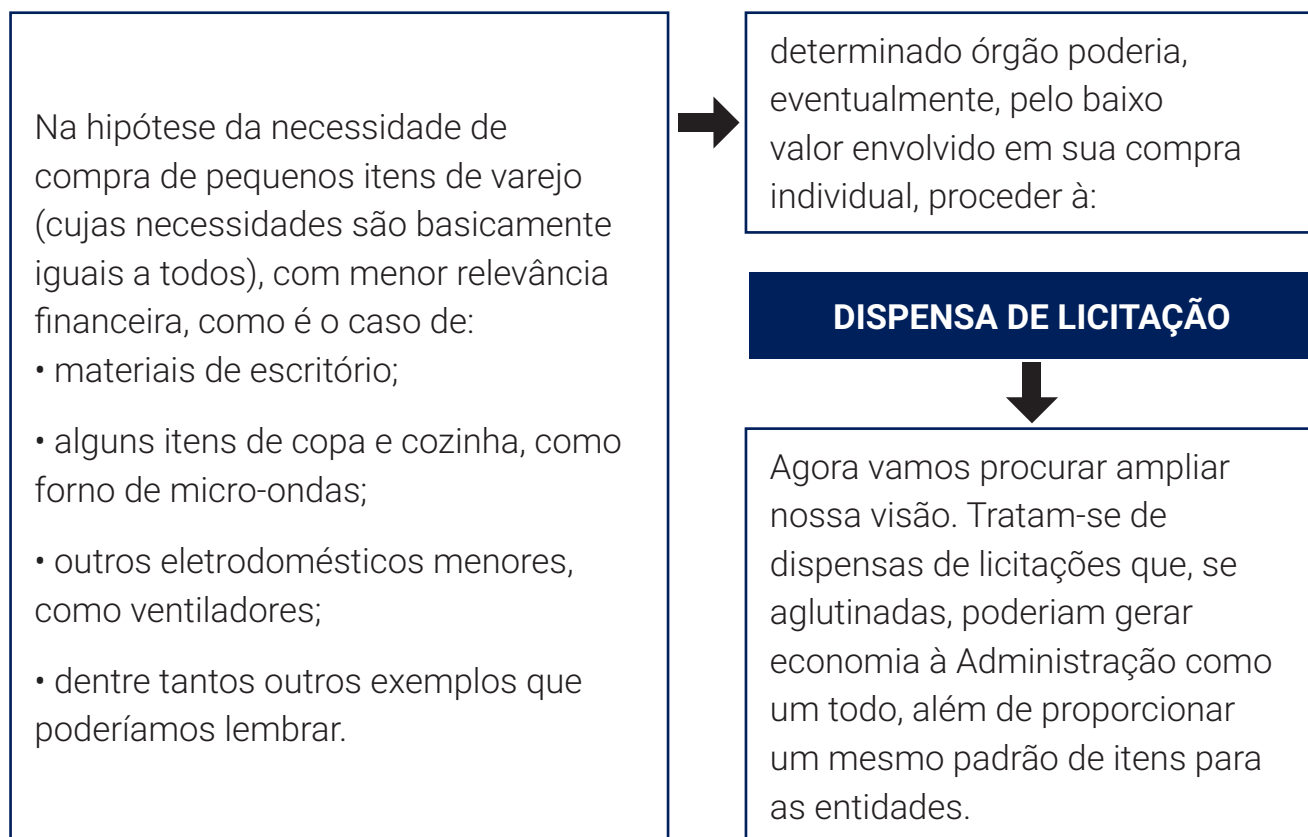 Na hipótese da necessidade de
compra de pequenos itens de varejo
(cujas necessidades são basicamente
iguais a todos), com menor relevância
financeira, como é o caso de:
• materiais de escritório;
• alguns itens de copa e cozinha, como
forno de micro-ondas;
• outros eletrodomésticos menores,
como ventiladores;
• dentre tantos outros exemplos que
poderíamos lembrar.
determinado órgão poderia,
eventualmente, pelo baixo
valor envolvido em sua compra
individual, proceder à:
DISPENSA DE LICITAÇÃO
Agora vamos procurar ampliar
nossa visão. Tratam-se de
dispensas de licitações que, se
aglutinadas, poderiam gerar
economia à Administração como
um todo, além de proporcionar
um mesmo padrão de itens para
as entidades.